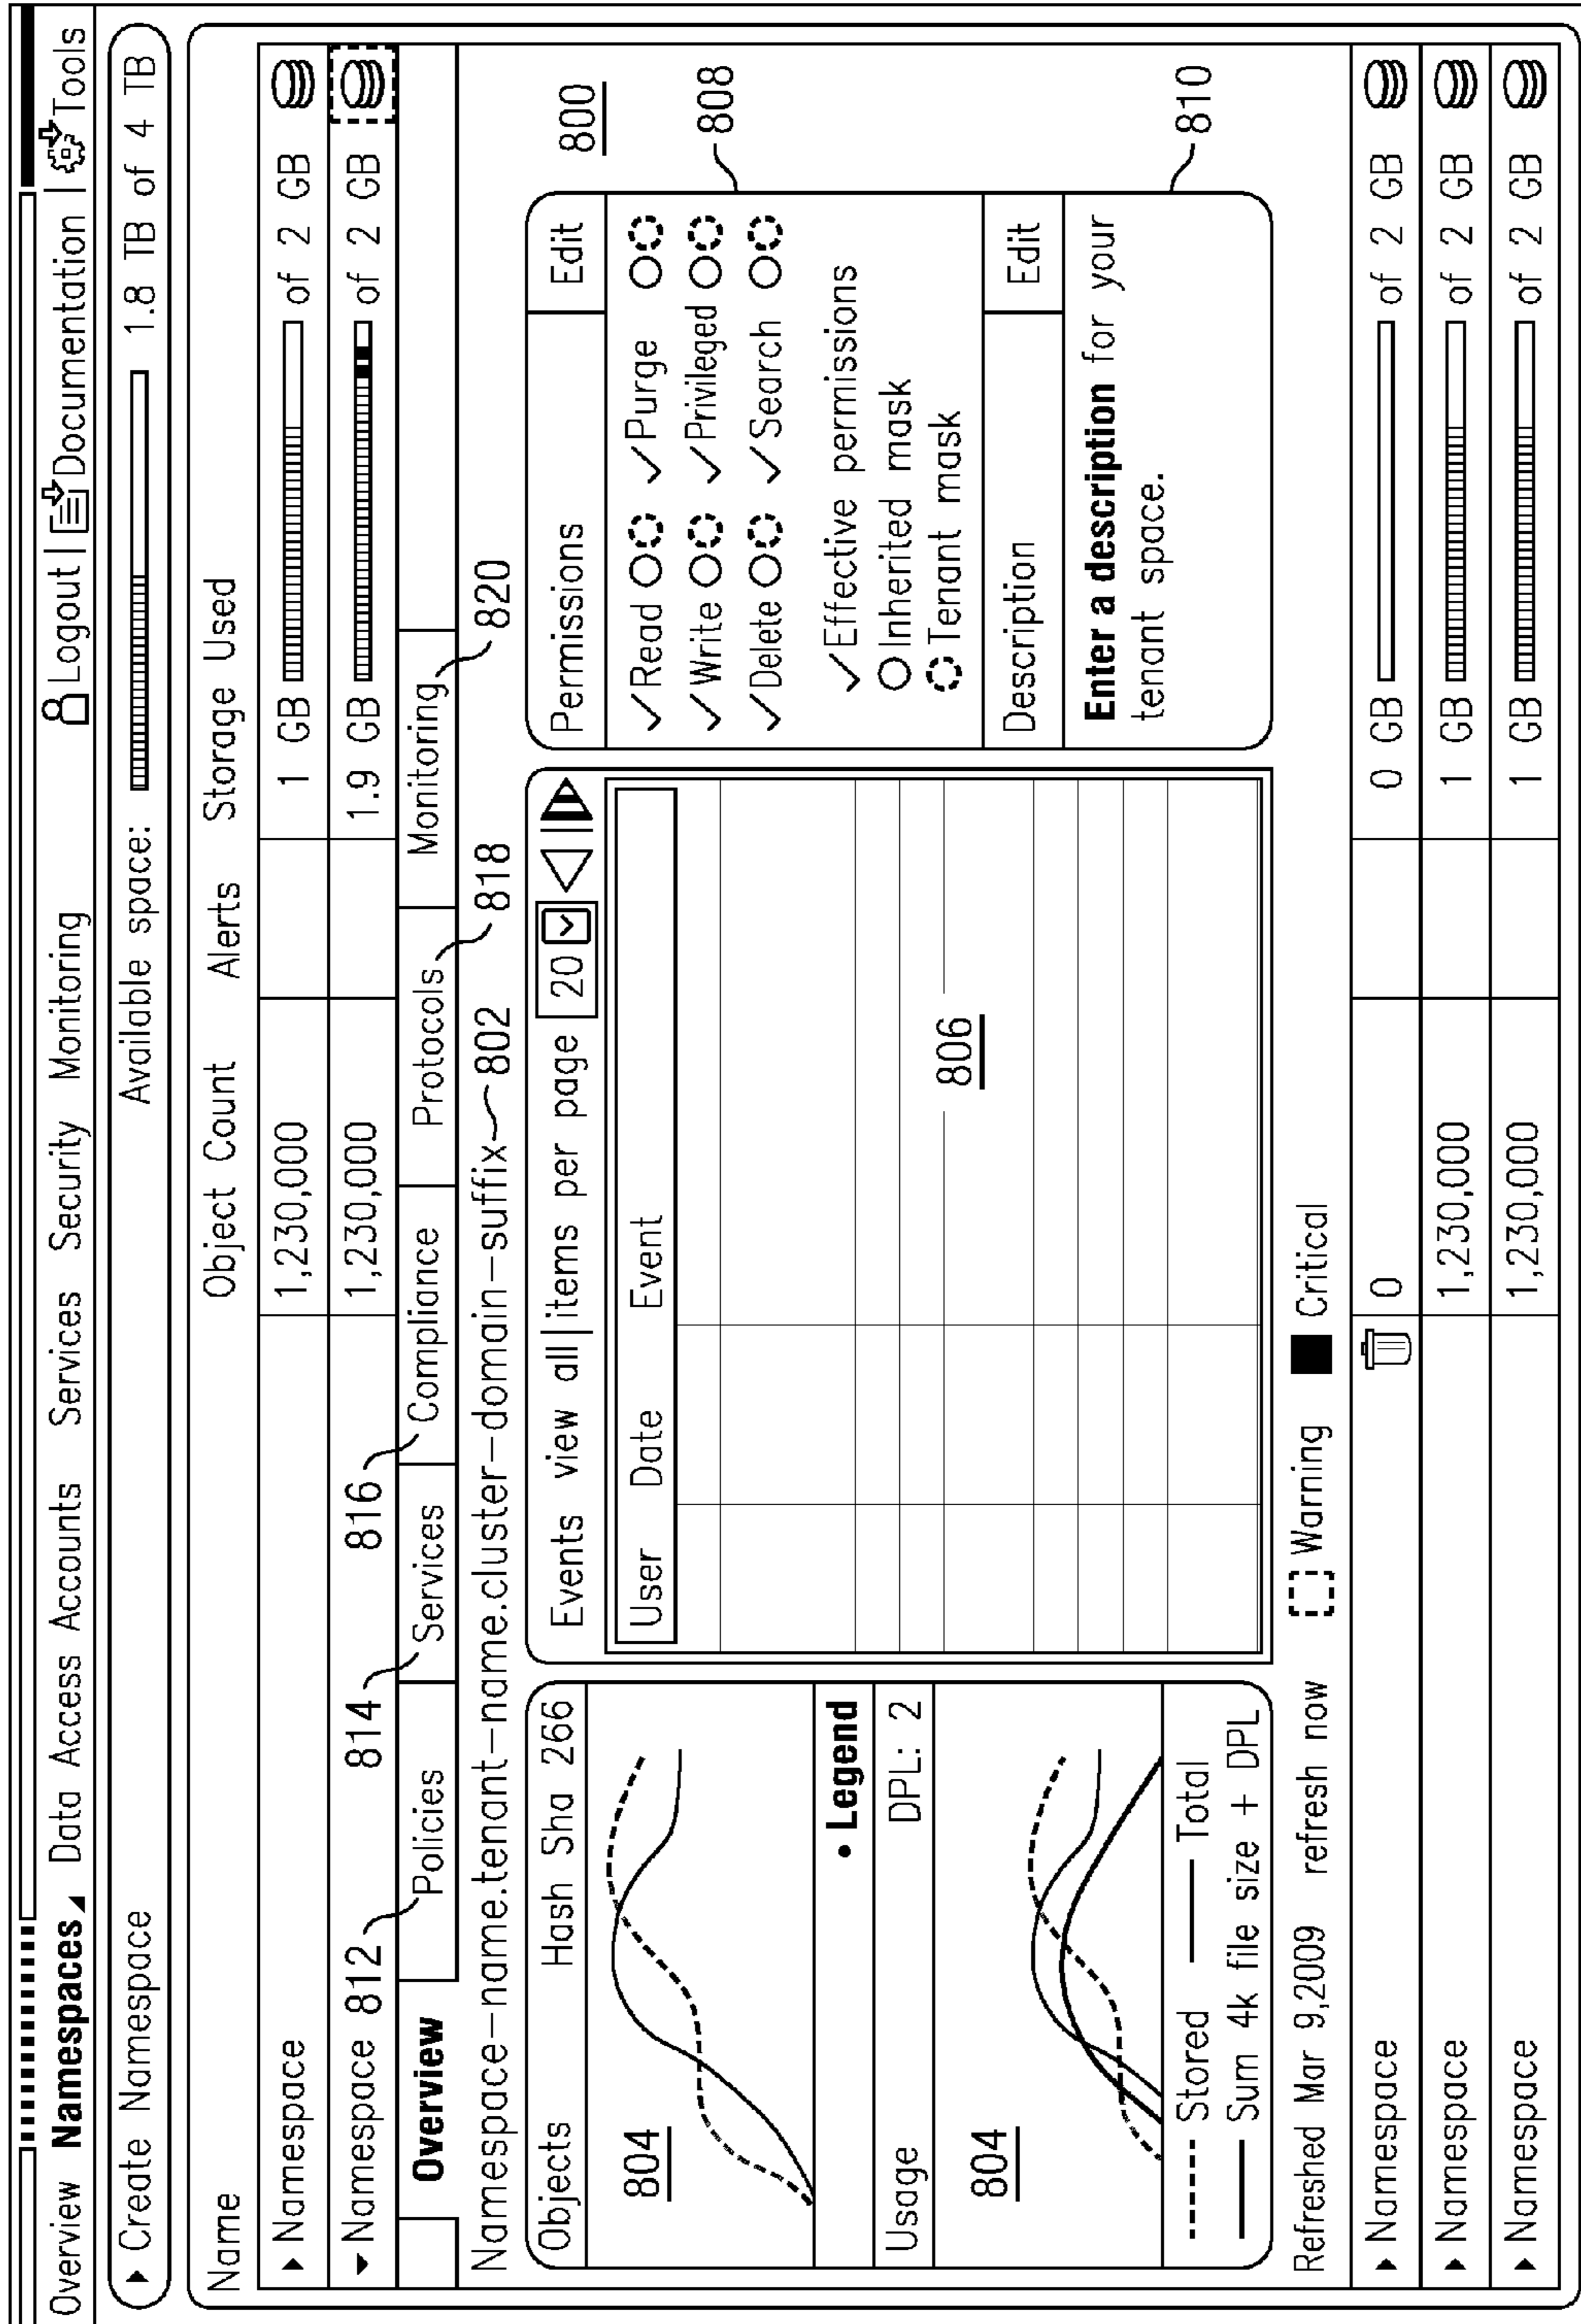 Overview Namespaces Data Access Accounts Services Security Monitoring Logout | Documentation | Tools
Create Namespace Available space: 1.8 TB of 4 TB
Name Object Count Alerts Storage Used
Namespace 1,230,000 1 GB of 2 GB
Namespace 1,230,000 1.9 GB of 2 GB
812 814 816
Overview Policies Services Compliance Protocols Monitoring
Namespace-name.tenant-name.cluster-domain-suffix 802 818 820
800
Objects Hash Sha 266
804
• Legend
Usage DPL: 2
804
Stored Total
Sum 4k file size + DPL
Events view all||items per page 20
User Date Event
806
Permissions Edit
Read Purge
Write Privileged
Delete Search
808
Effective permissions
Inherited mask
Tenant mask
Description Edit
Enter a description for your
tenant space.
810
Refreshed Mar 9,2009 refresh now Warning Critical
Namespace 0 0 GB of 2 GB
Namespace 1,230,000 1 GB of 2 GB
Namespace 1,230,000 1 GB of 2 GB